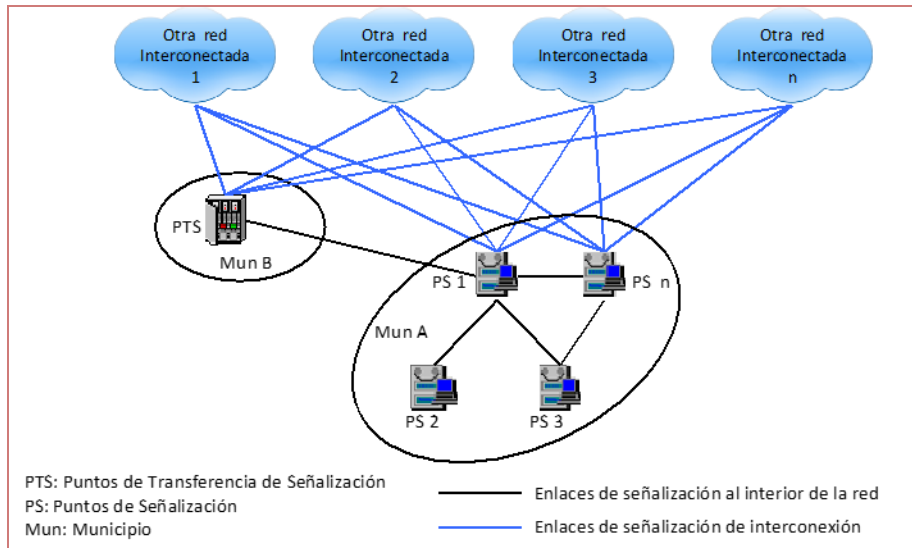 Otra red
Interconectada
1
Otra red
Interconectada
2
Otra red
Interconectada
3
Otra red
Interconectada
n
PTS
Mun B
PS 1
PS n
Mun A
PS 2
PS 3
PTS: Puntos de Transferencia de Señalización
PS: Puntos de Señalización
Mun: Municipio
Enlaces de señalización al interior de la red
Enlaces de señalización de interconexión